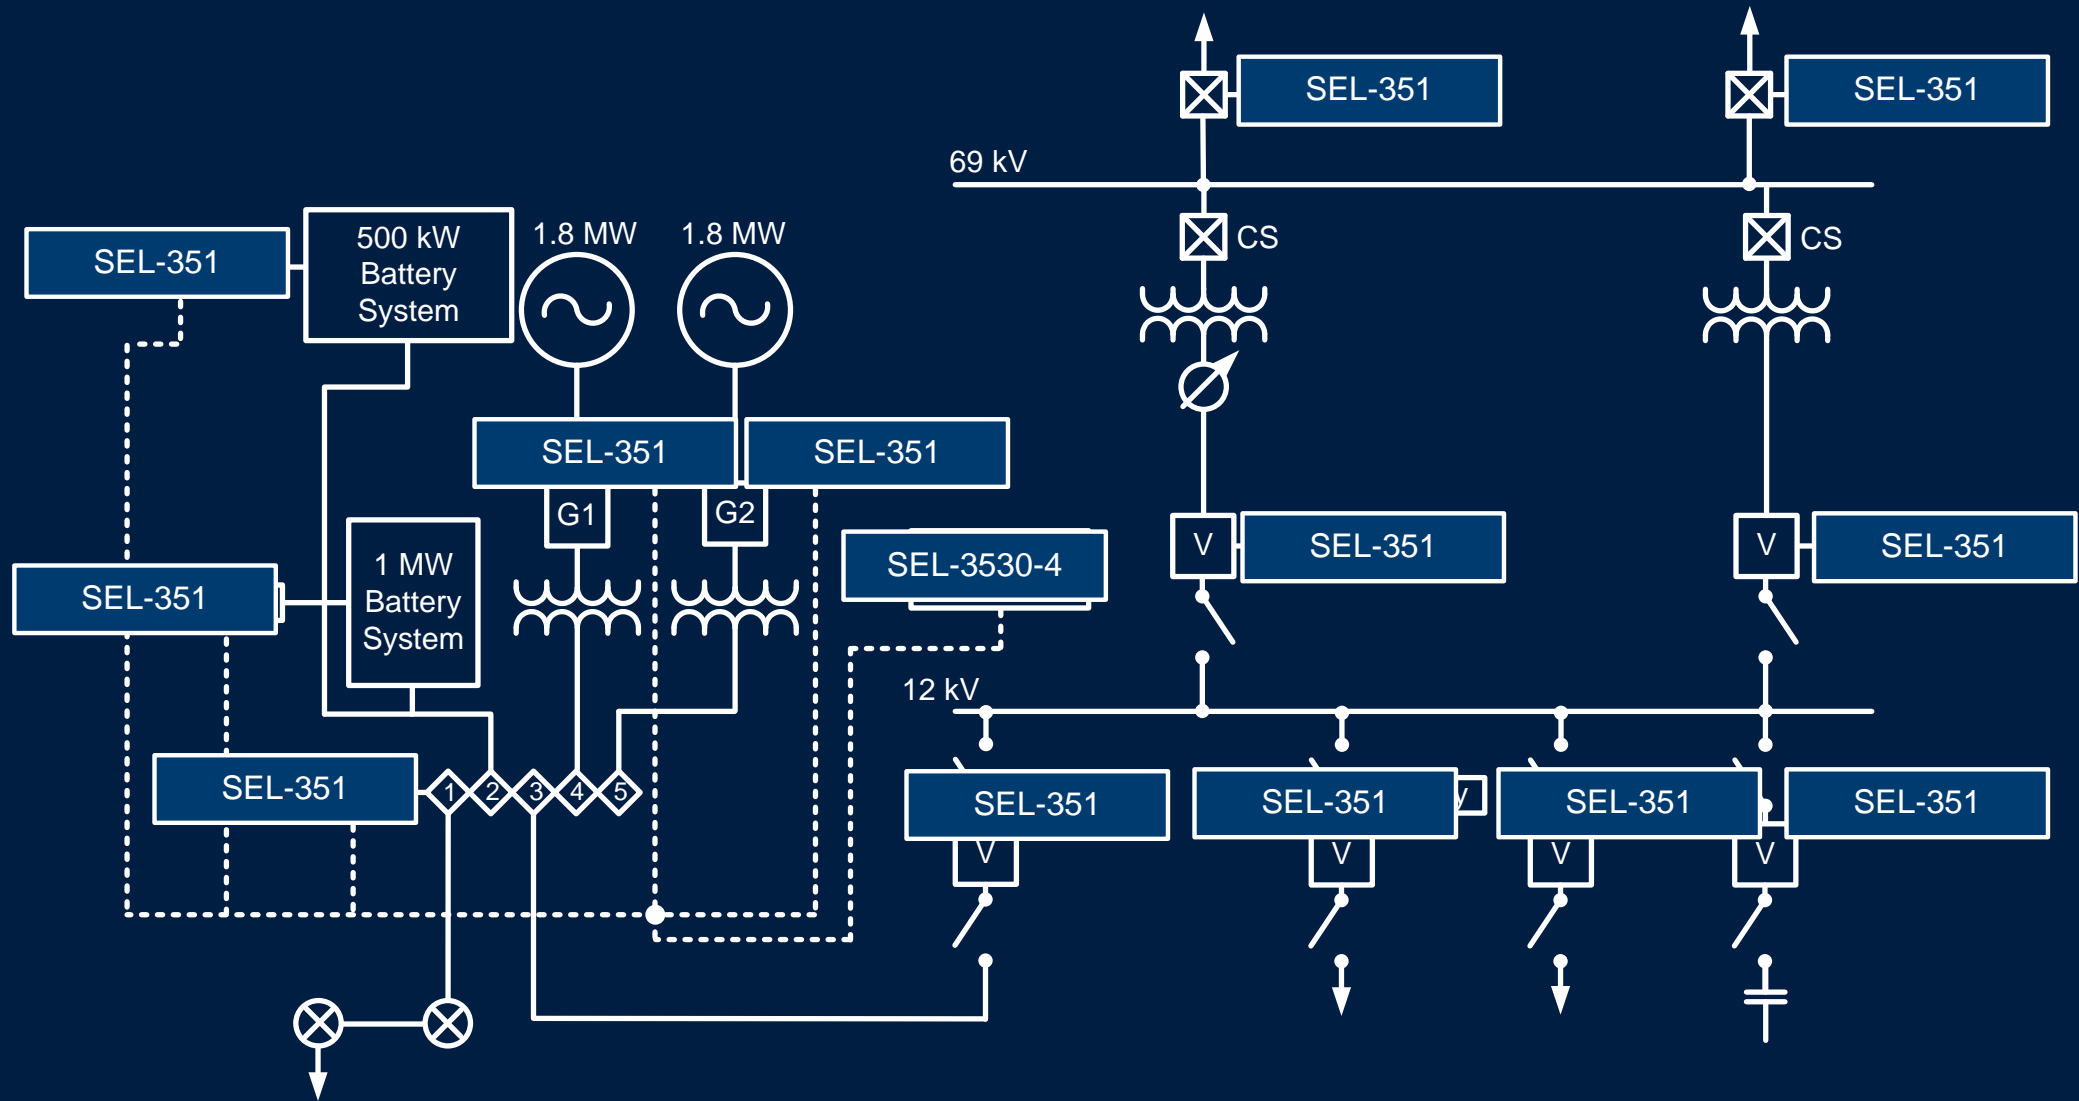 SEL-351
SEL-351
69 kV
SEL-351
500 kW
Battery
System
1.8 MW
1.8 MW
CS
CS
SEL-351
SEL-351
G1
G2
SEL-3530-4
V
SEL-351
V
SEL-351
SEL-351
1 MW
Battery
System
12 kV
SEL-351
1
2
3
4
5
SEL-351
SEL-351
SEL-351
SEL-351
V
V
V
V